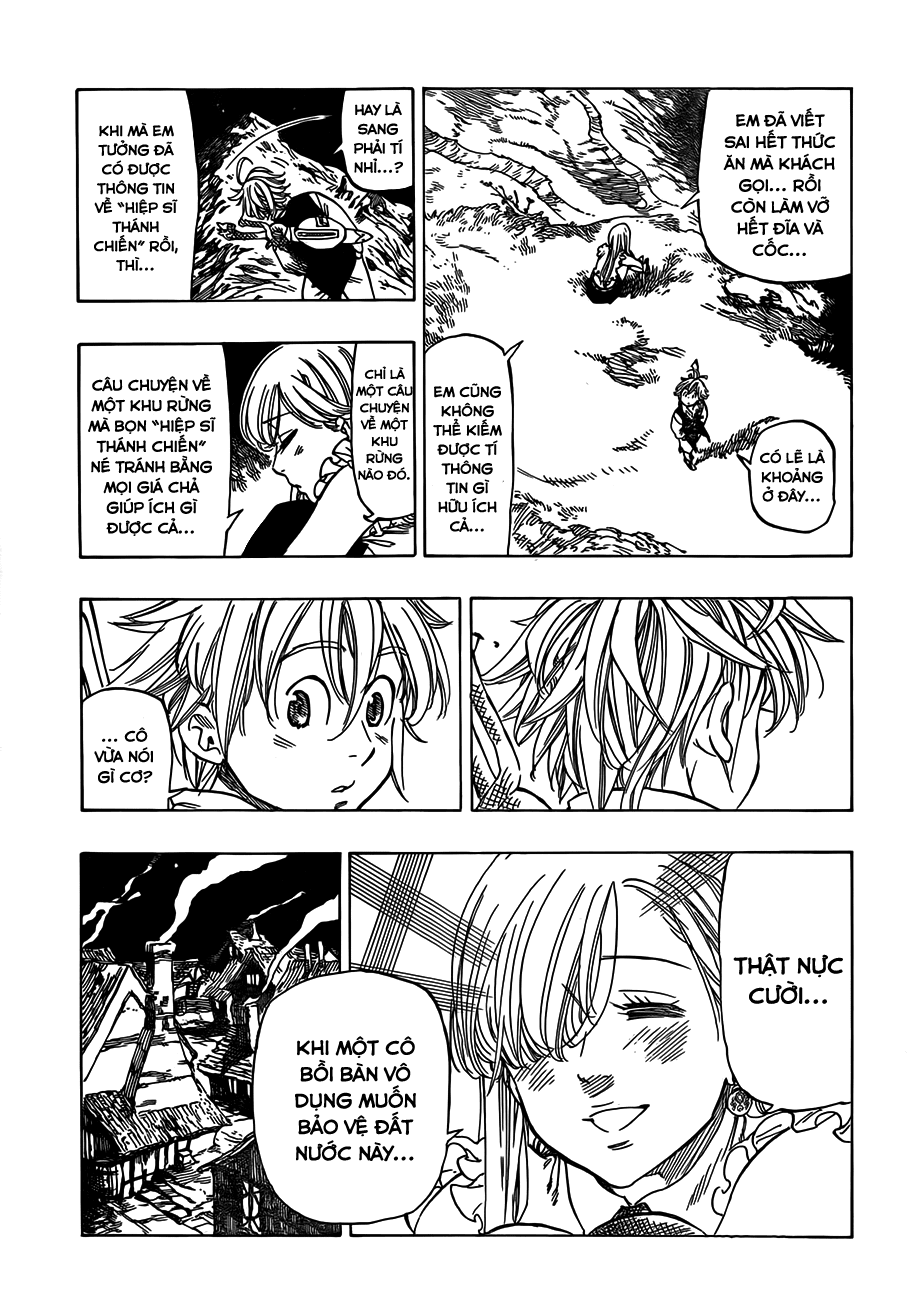 EM ĐÃ VIẾT
SAI HẾT THỨC
ĂN MÀ KHÁCH
GỌI... RỒI
CÒN LÀM VỠ
HẾT ĐĨA VÀ
CỐC...
CÓ LẼ LÀ
KHOẢNG
Ở ĐÂY...
EM CŨNG
KHÔNG
THỂ KIẾM
ĐƯỢC TÍ
THÔNG
TIN GÌ
HỮU ÍCH
CẢ...
HAY LÀ
SANG
PHẢI TÍ
NHỈ...?
KHI MÀ EM
TƯỞNG ĐÃ
CÓ ĐƯỢC
THÔNG TIN
VỀ "HIỆP SĨ
THÁNH
CHIẾN" RỒI,
THÌ...
CHỈ LÀ
MỘT CÂU
CHUYỆN
VỀ MỘT
KHU
RỪNG
NÀO ĐÓ.
CÂU CHUYỆN VỀ
MỘT KHU RỪNG
MÀ BỌN "HIỆP SĨ
THÁNH CHIẾN"
NÉ TRÁNH BẰNG
MỌI GIÁ CHẢ
GIÚP ÍCH GÌ
ĐƯỢC CẢ...
... CÔ
VỪA NÓI
GÌ CƠ?
THẬT NỰC
CƯỜI...
KHI MỘT CÔ
BỒI BÀN VÔ
DỤNG MUỐN
BẢO VỆ ĐẤT
NƯỚC NÀY...